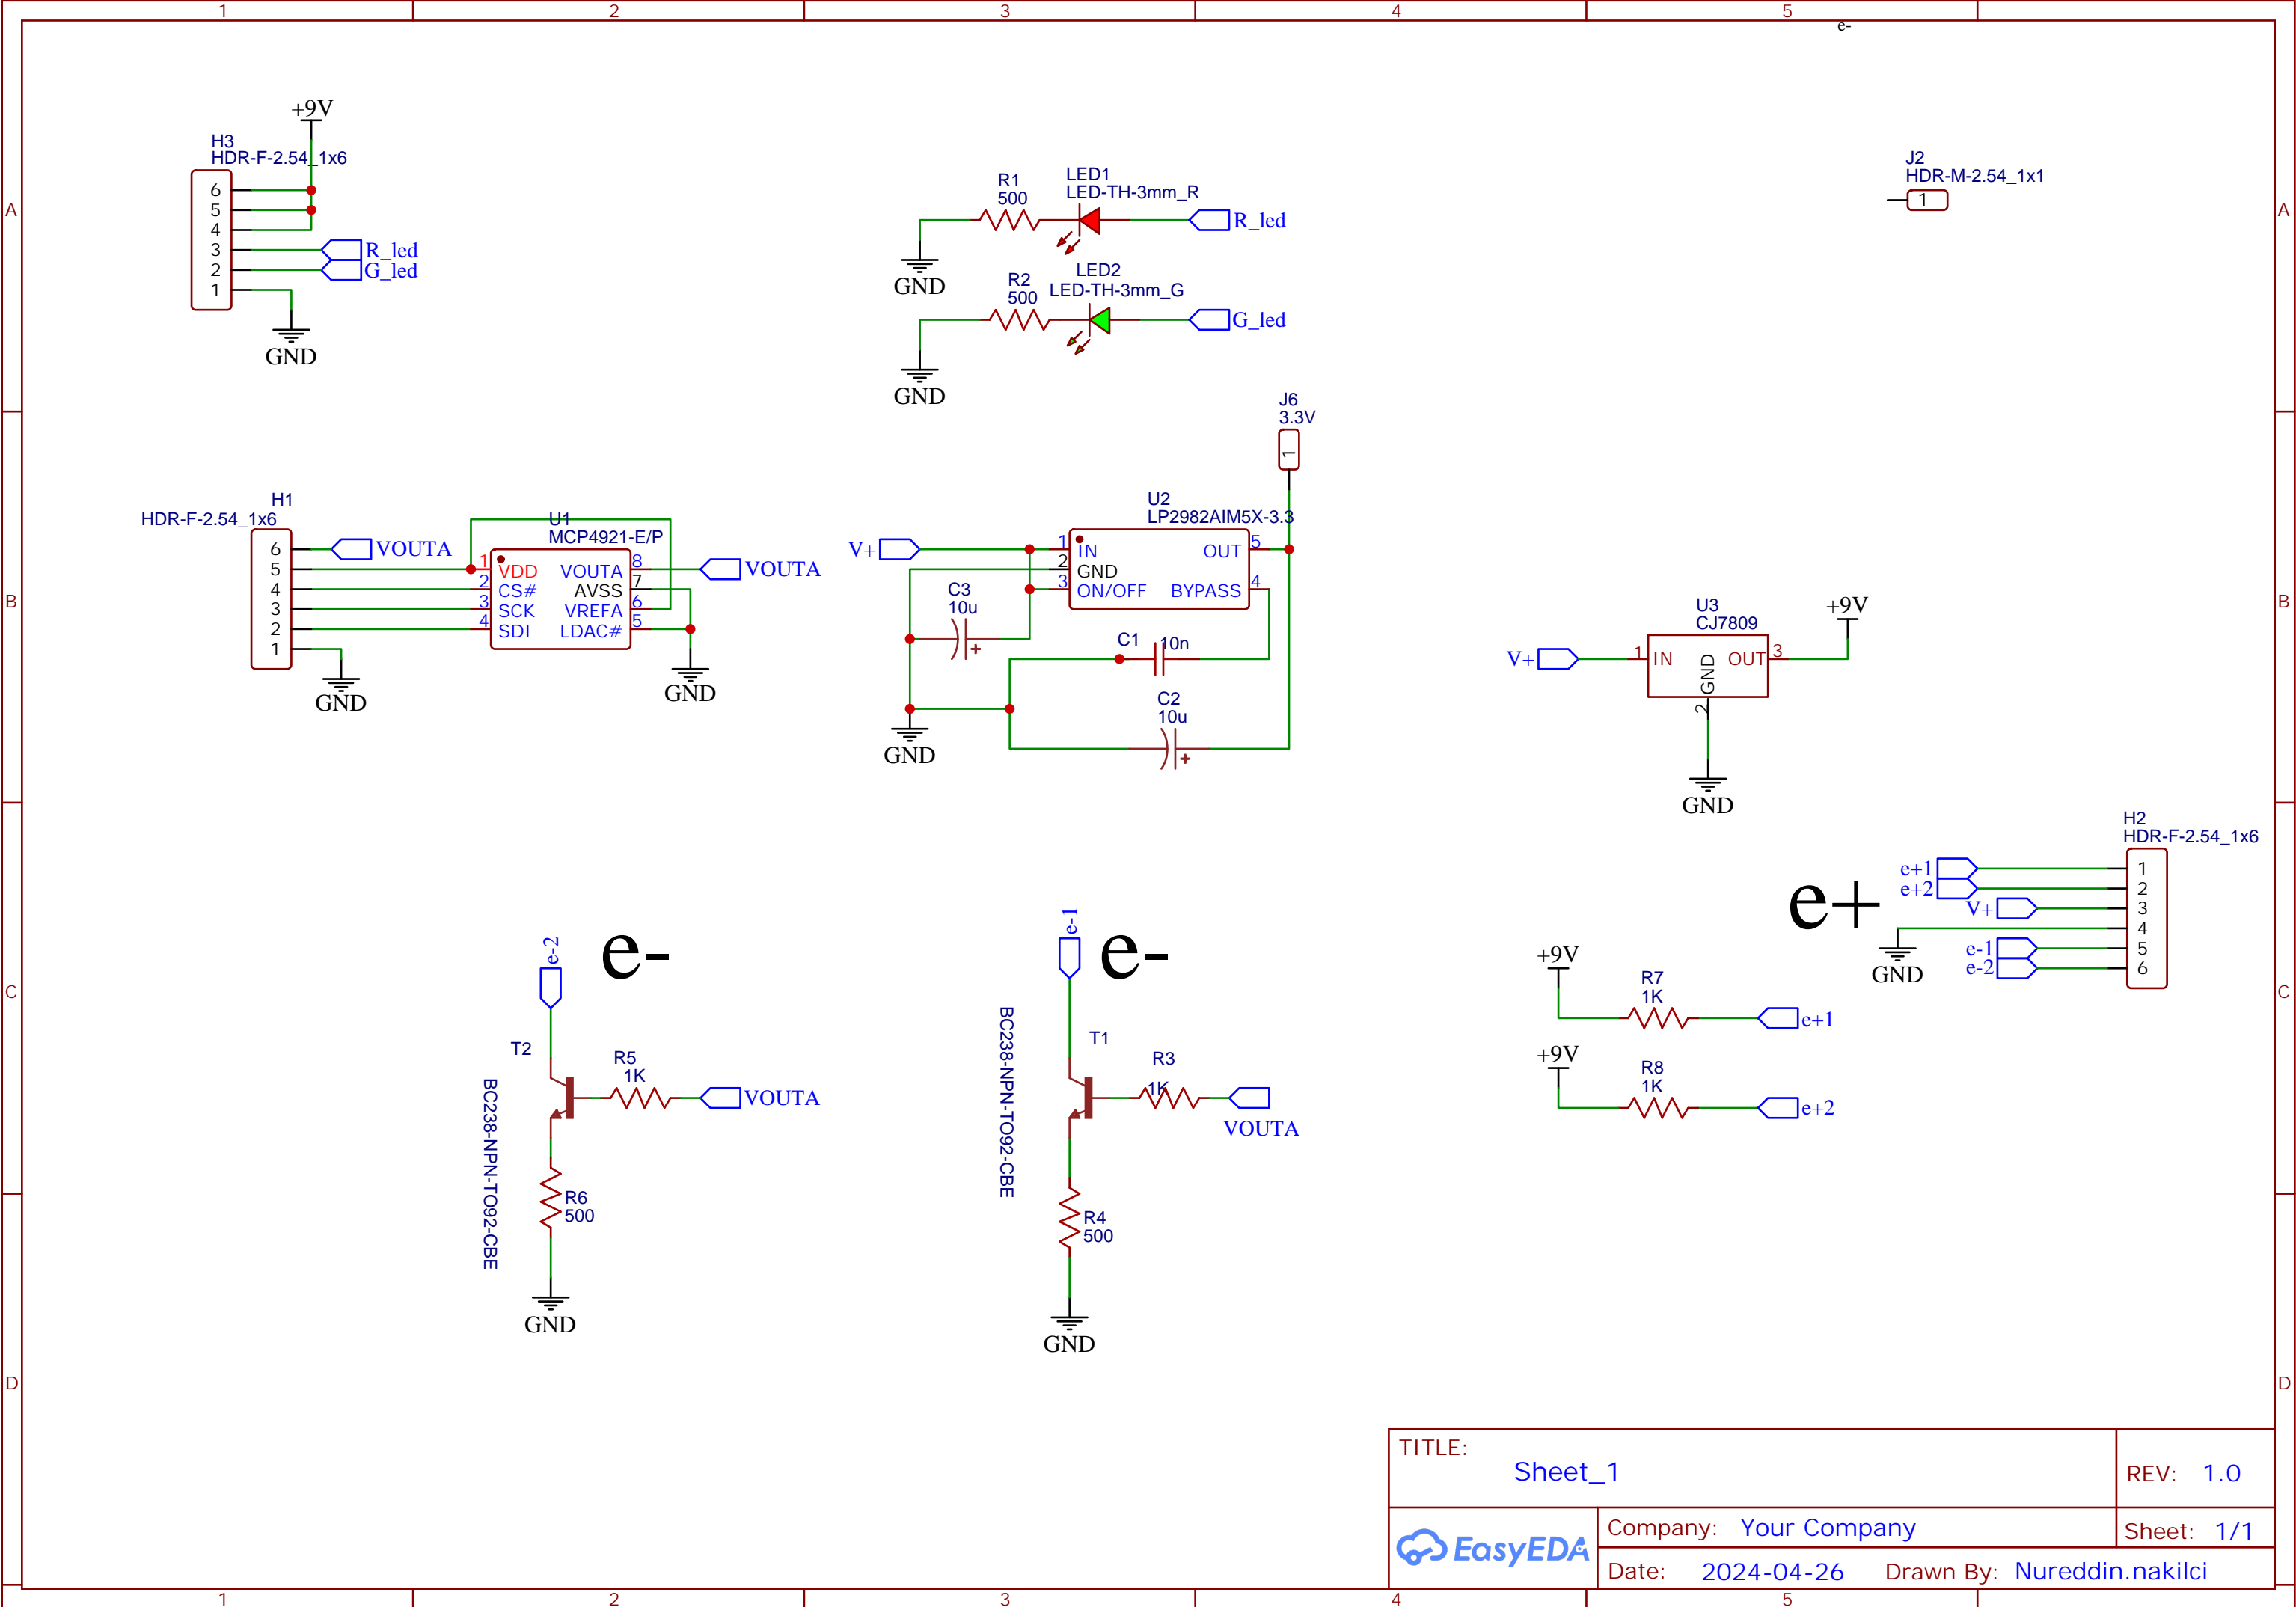 1 2 3 4 5
e-
+9V
H3
HDR-F-2.54_1x6
6
5
4
3
2
1
R_led
G_led
GND
R1
500
LED1
LED-TH-3mm_R
R_led
GND
R2
500
LED2
LED-TH-3mm_G
G_led
GND
J2
HDR-M-2.54_1x1
1
A
A
J6
3.3V
1
H1
HDR-F-2.54_1x6
6
5
4
3
2
1
VOUTA
GND
U1
MCP4921-E/P
1 VDD
2 CS#
3 SCK
4 SDI
VOUTA 8
AVSS 7
VREFA 6
LDAC# 5
VOUTA
GND
U2
LP2982AIM5X-3.3
V+
1 IN
2 GND
3 ON/OFF
OUT 5
BYPASS 4
C3
10u
C1 10n
C2
10u
GND
U3
CJ7809
V+
1 IN
GND
2
OUT 3
+9V
GND
B
B
H2
HDR-F-2.54_1x6
e+1
e+2
V+
GND
e-1
e-2
1
2
3
4
5
6
e+
e-2
e-
T2
BC238-NPN-TO92-CBE
R5
1K
VOUTA
R6
500
GND
e-1
e-
T1
BC238-NPN-TO92-CBE
R3
1K
VOUTA
R4
500
GND
+9V
R7
1K
e+1
+9V
R8
1K
e+2
C
C
D
D
TITLE:
Sheet_1
REV: 1.0
EasyEDA
Company: Your Company
Sheet: 1/1
Date: 2024-04-26
Drawn By: Nureddin.nakilci
1 2 3 4 5